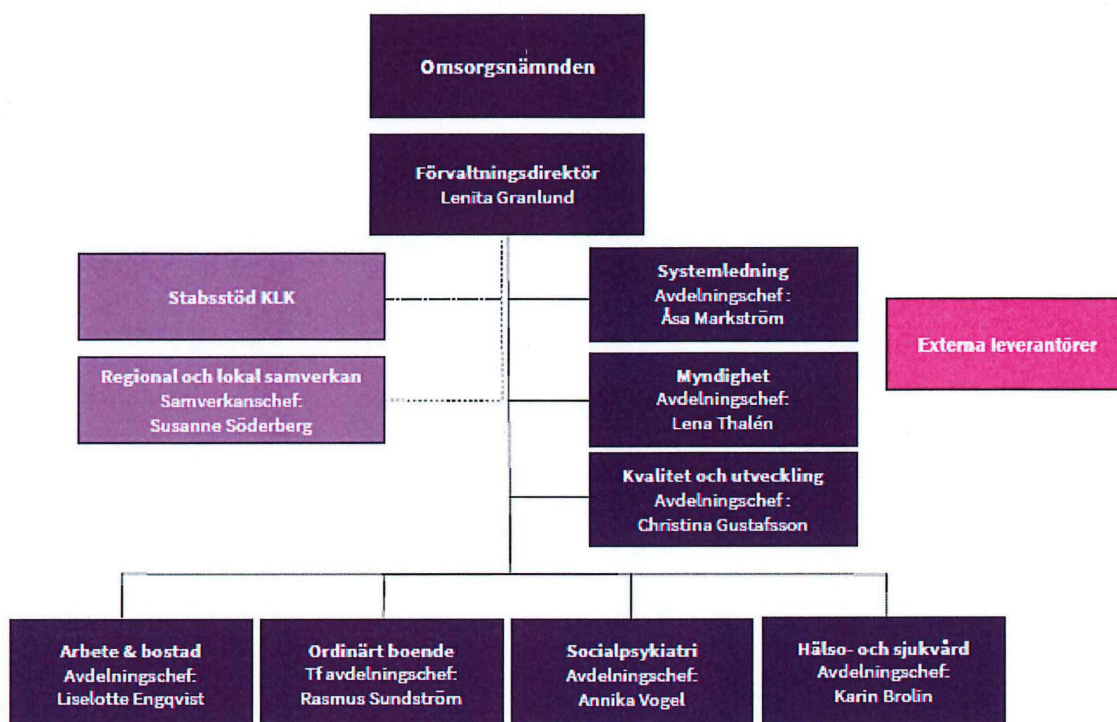 Omsorgsnämnden
Förvaltningsdirektör
Lenita Granlund
Stabsstöd KLK
Regional och lokal samverkan
Samverkanschef:
Susanne Söderberg
Systemledning
Avdelningschef:
Åsa Markström
Myndighet
Avdelningschef:
Lena Thalén
Kvalitet och utveckling
Avdelningschef:
Christina Gustafsson
Externa leverantörer
Arbete & bostad
Avdelningschef:
Liselotte Engqvist
Ordinärt boende
Tf avdelningschef:
Rasmus Sundström
Socialpsykiatri
Avdelningschef:
Annika Vogel
Hälso- och sjukvård
Avdelningschef:
Karin Brolin